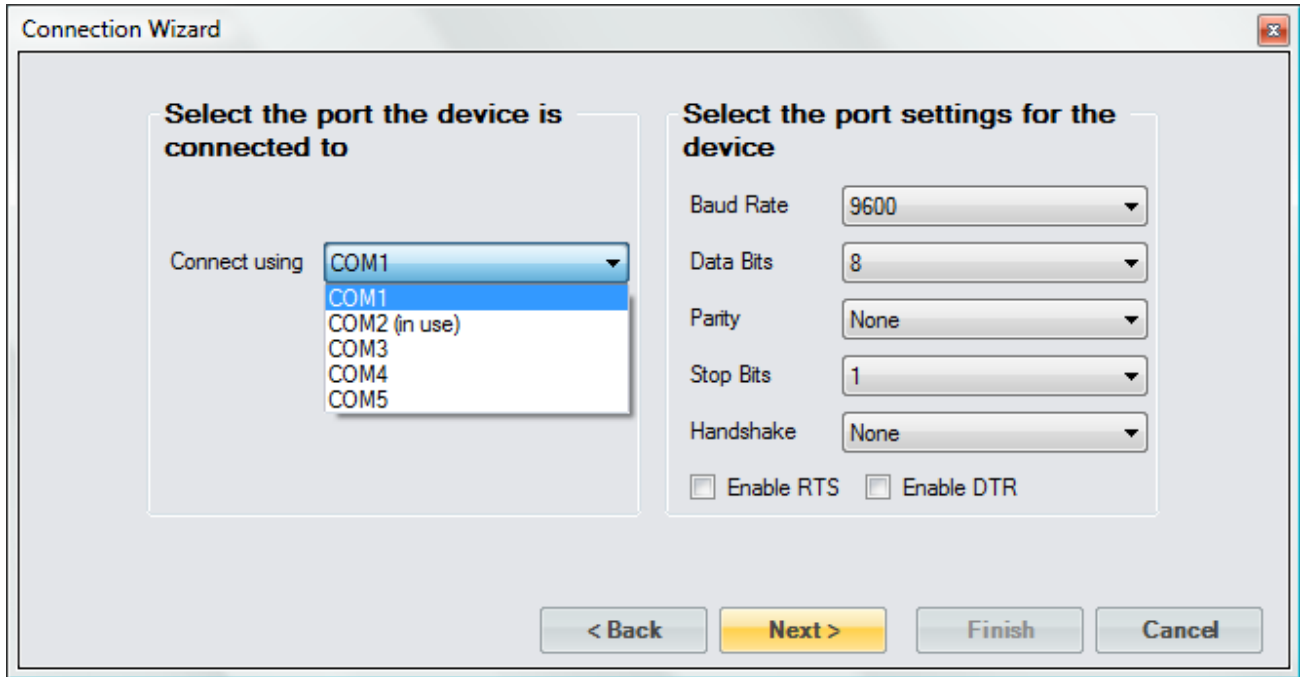 Connection Wizard
Select the port the device is
connected to
Connect using COM1
COM1
COM2 (in use)
COM3
COM4
COM5
Select the port settings for the
device
Baud Rate 9600
Data Bits 8
Parity None
Stop Bits 1
Handshake None
Enable RTS Enable DTR
< Back Next > Finish Cancel